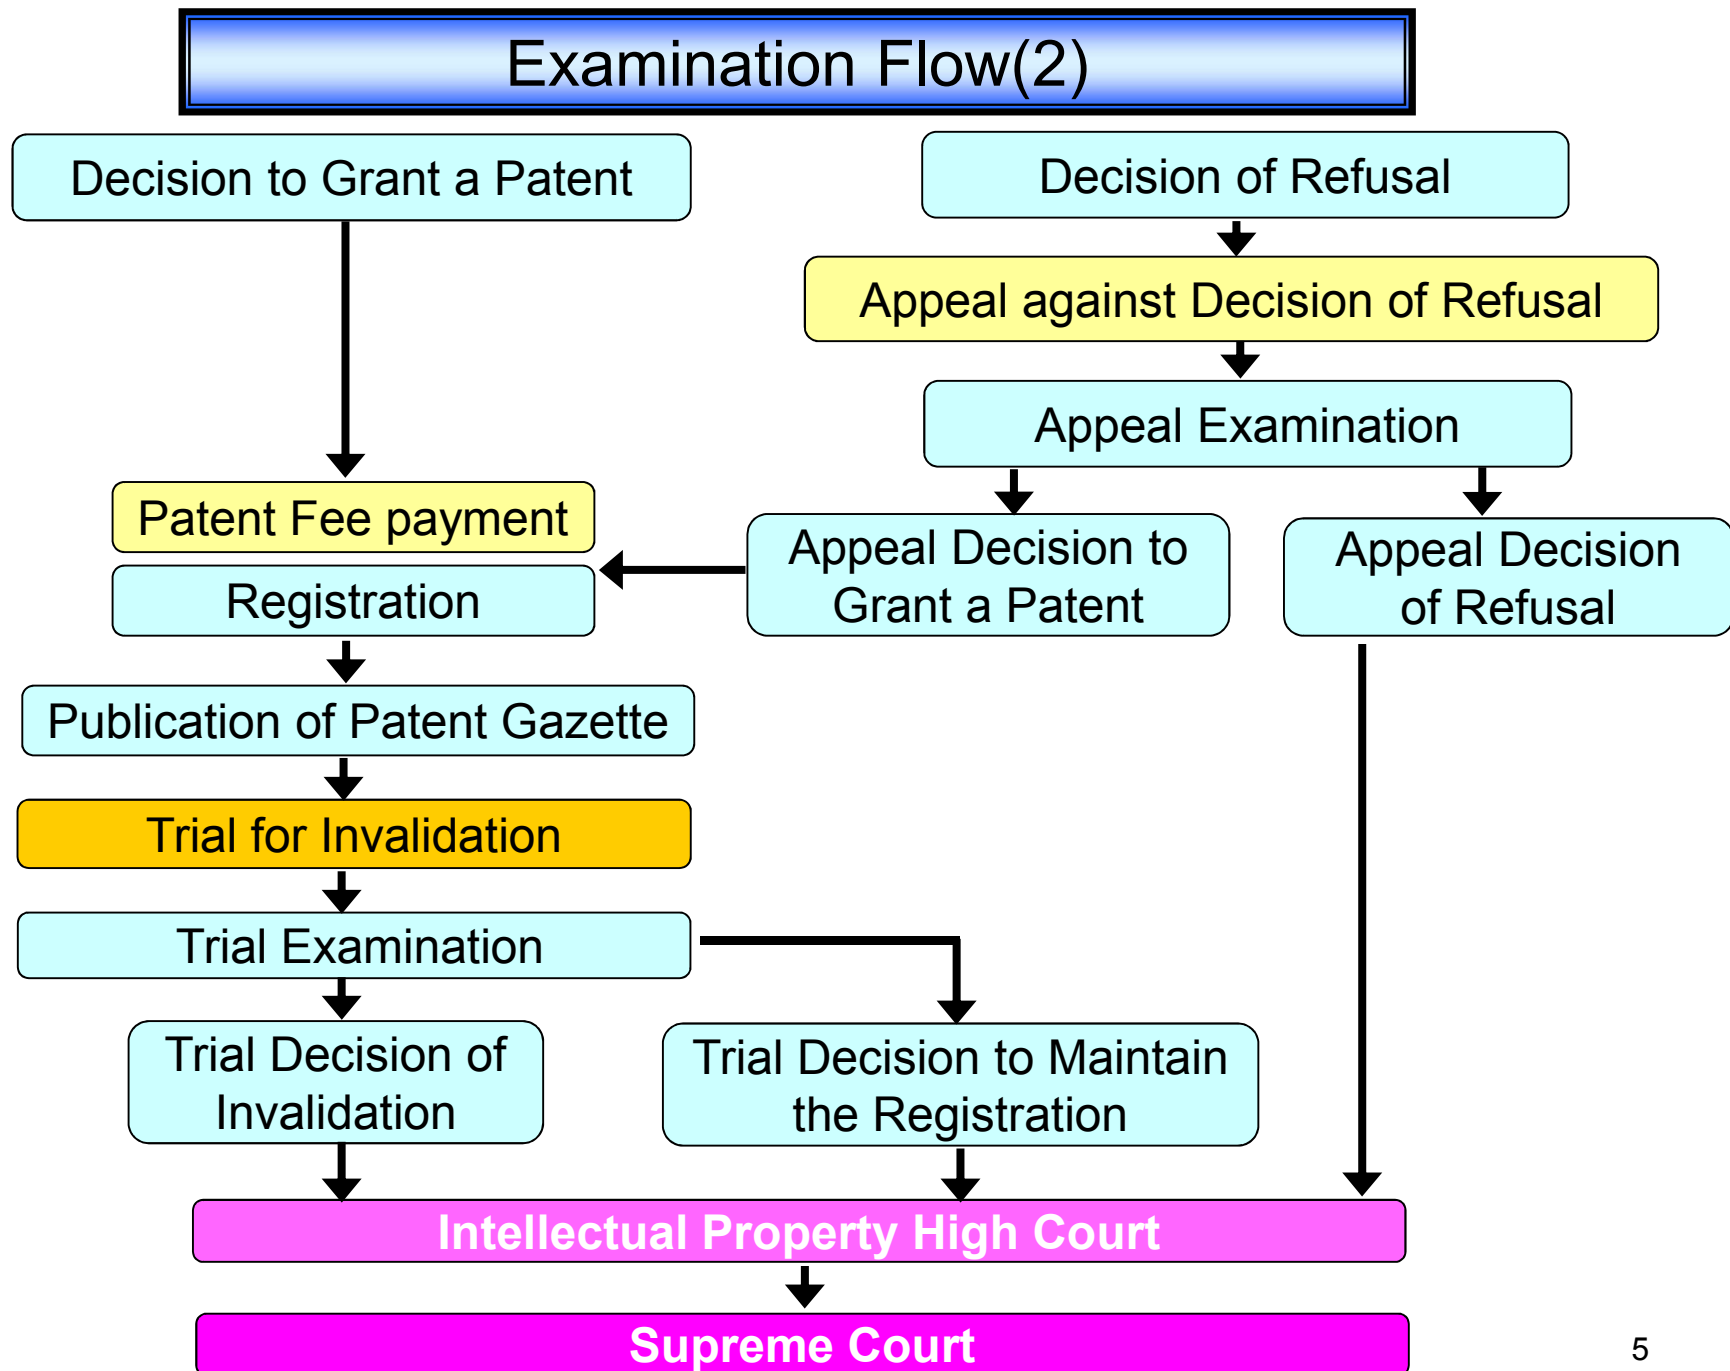 Examination Flow(2)
Decision to Grant a Patent
Decision of Refusal
Appeal against Decision of Refusal
Appeal Examination
Patent Fee payment
Registration
Appeal Decision to
Grant a Patent
Appeal Decision
of Refusal
Publication of Patent Gazette
Trial for Invalidation
Trial Examination
Trial Decision of
Invalidation
Trial Decision to Maintain
the Registration
Intellectual Property High Court
Supreme Court
5